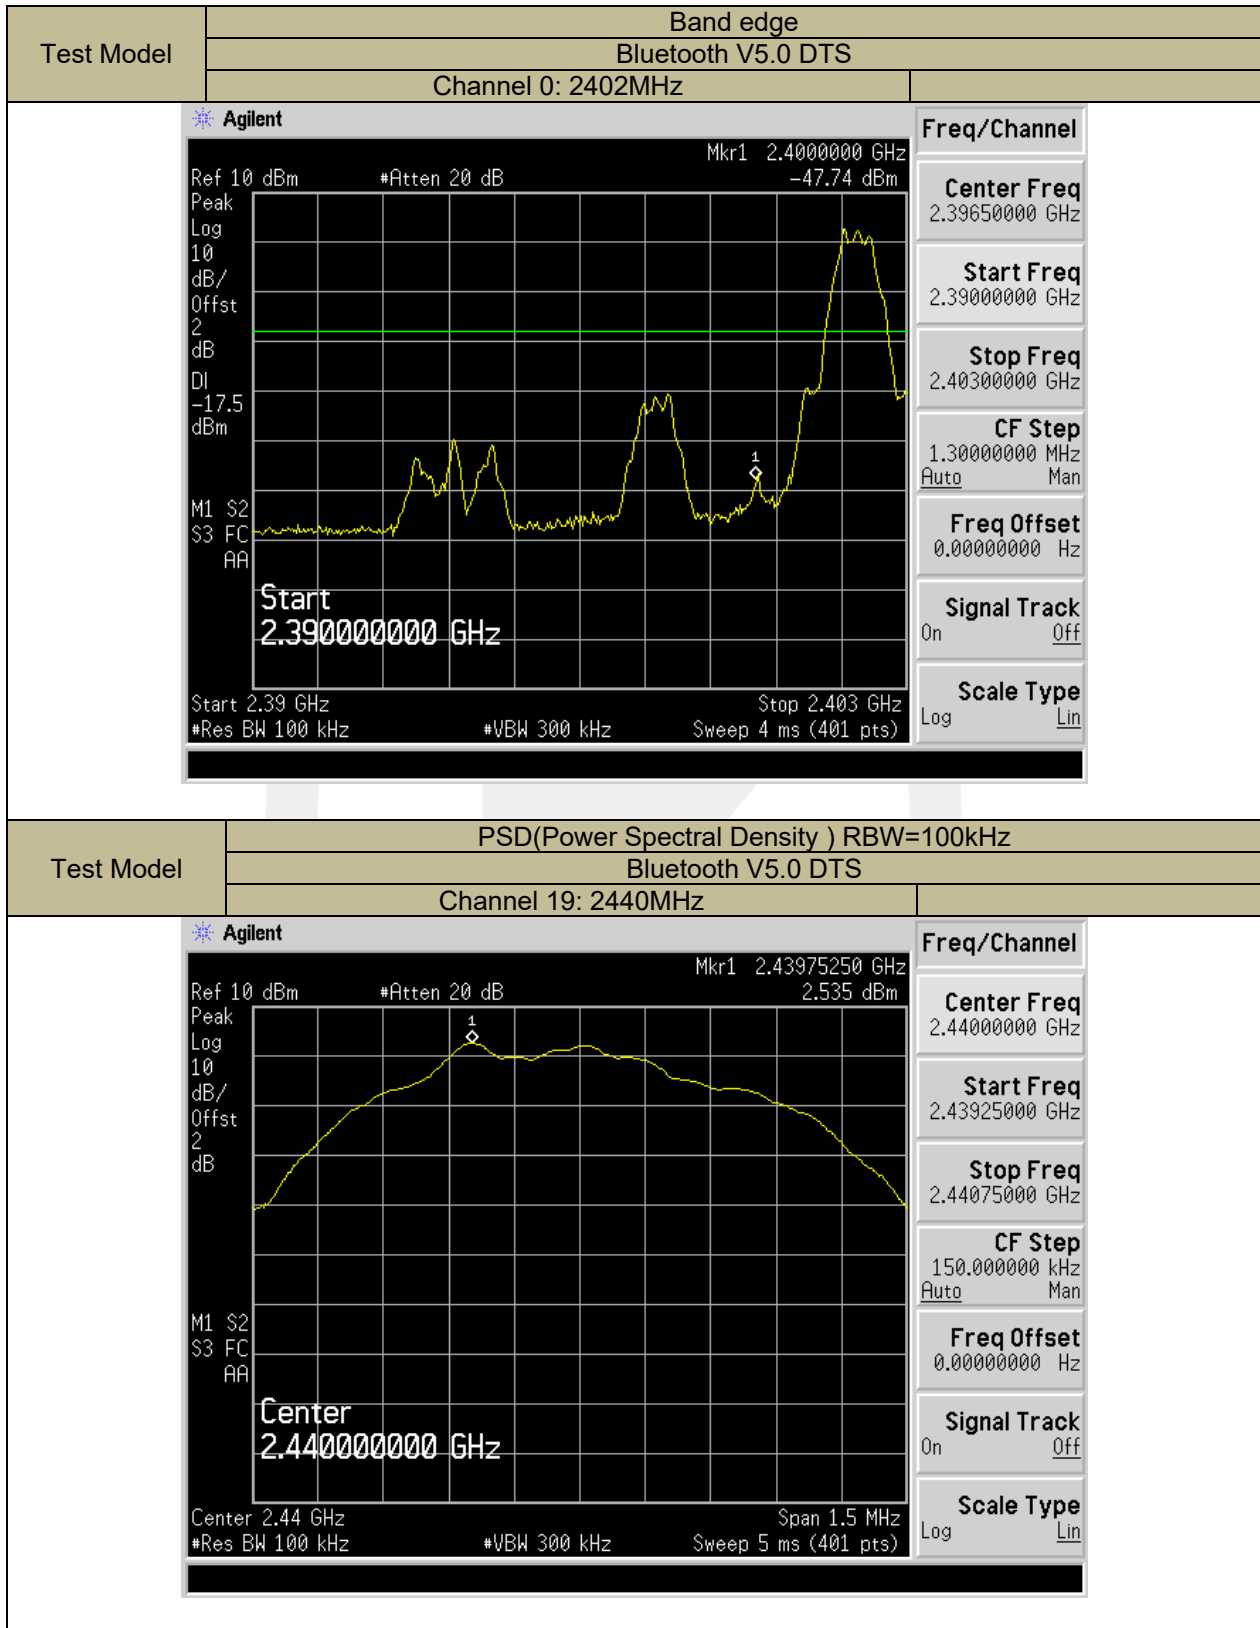 Test Model
Band edge
Bluetooth V5.0 DTS
Channel 0: 2402MHz
Agilent
Mkr1 2.4000000 GHz
Ref 10 dBm #Atten 20 dB -47.74 dBm
Peak
Log
10
dB/
Offst
2
dB
DI
-17.5
dBm
1
M1 S2
S3 FC
AA
Start
2.390000000 GHz
Start 2.39 GHz Stop 2.403 GHz
#Res BW 100 kHz #VBW 300 kHz Sweep 4 ms (401 pts)
Freq/Channel
Center Freq
2.39650000 GHz
Start Freq
2.39000000 GHz
Stop Freq
2.40300000 GHz
CF Step
1.30000000 MHz
Auto Man
Freq Offset
0.00000000 Hz
Signal Track
On Off
Scale Type
Log Lin
Test Model
PSD(Power Spectral Density ) RBW=100kHz
Bluetooth V5.0 DTS
Channel 19: 2440MHz
Agilent
Mkr1 2.43975250 GHz
Ref 10 dBm #Atten 20 dB 2.535 dBm
Peak
Log
10
dB/
Offst
2
dB
1
M1 S2
S3 FC
AA
Center
2.440000000 GHz
Center 2.44 GHz Span 1.5 MHz
#Res BW 100 kHz #VBW 300 kHz Sweep 5 ms (401 pts)
Freq/Channel
Center Freq
2.44000000 GHz
Start Freq
2.43925000 GHz
Stop Freq
2.44075000 GHz
CF Step
150.000000 kHz
Auto Man
Freq Offset
0.00000000 Hz
Signal Track
On Off
Scale Type
Log Lin